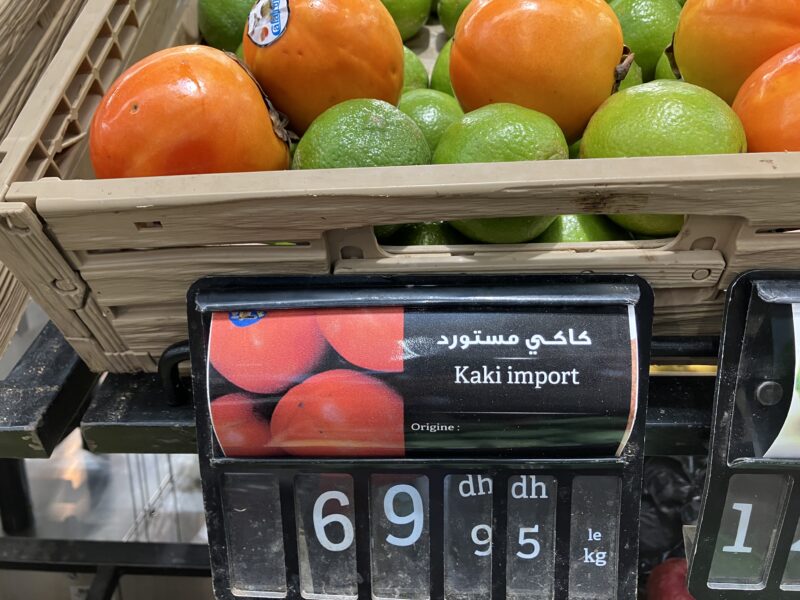 كاكي مستورد
Kaki import
Origine :
69 dh 95 dh le kg
1